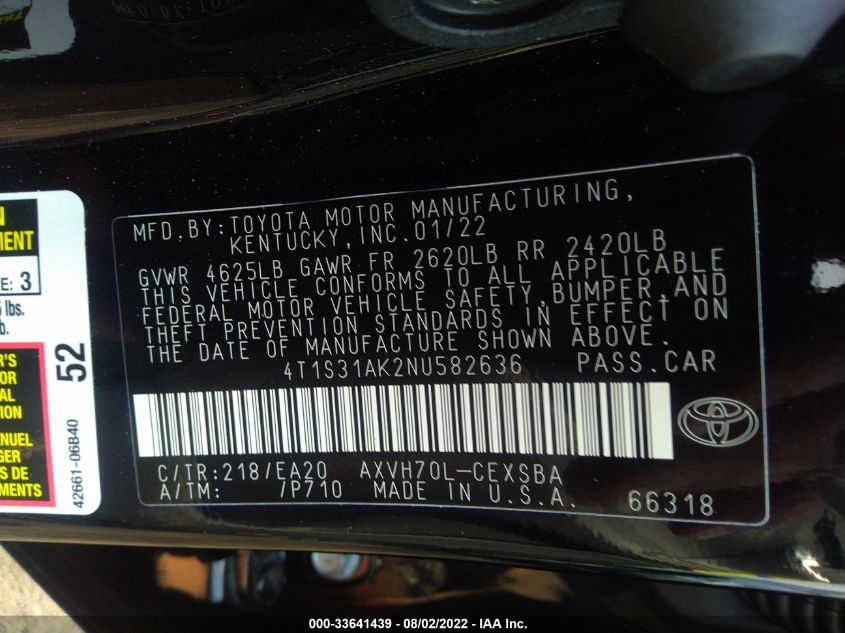 MFD.BY:TOYOTA MOTOR MANUFACTURING,
KENTUCKY,INC.01/22
GVWR 4625LB GAWR FR 2620LB RR 2420LB
THIS VEHICLE CONFORMS TO ALL APPLICABLE
FEDERAL MOTOR VEHICLE SAFETY,BUMPER,AND
THEFT PREVENTION STANDARDS IN EFFECT ON
THE DATE OF MANUFACTURE SHOWN ABOVE.
4T1S31AK2NU582636 PASS.CAR
C/TR:218/EA20 AXVH70L-CEXSBA
A/TM: /P710 MADE IN U.S.A. 66318
E: 3
lbs.
b.
52
42661-06B40
000-33641439 - 08/02/2022 - IAA Inc.